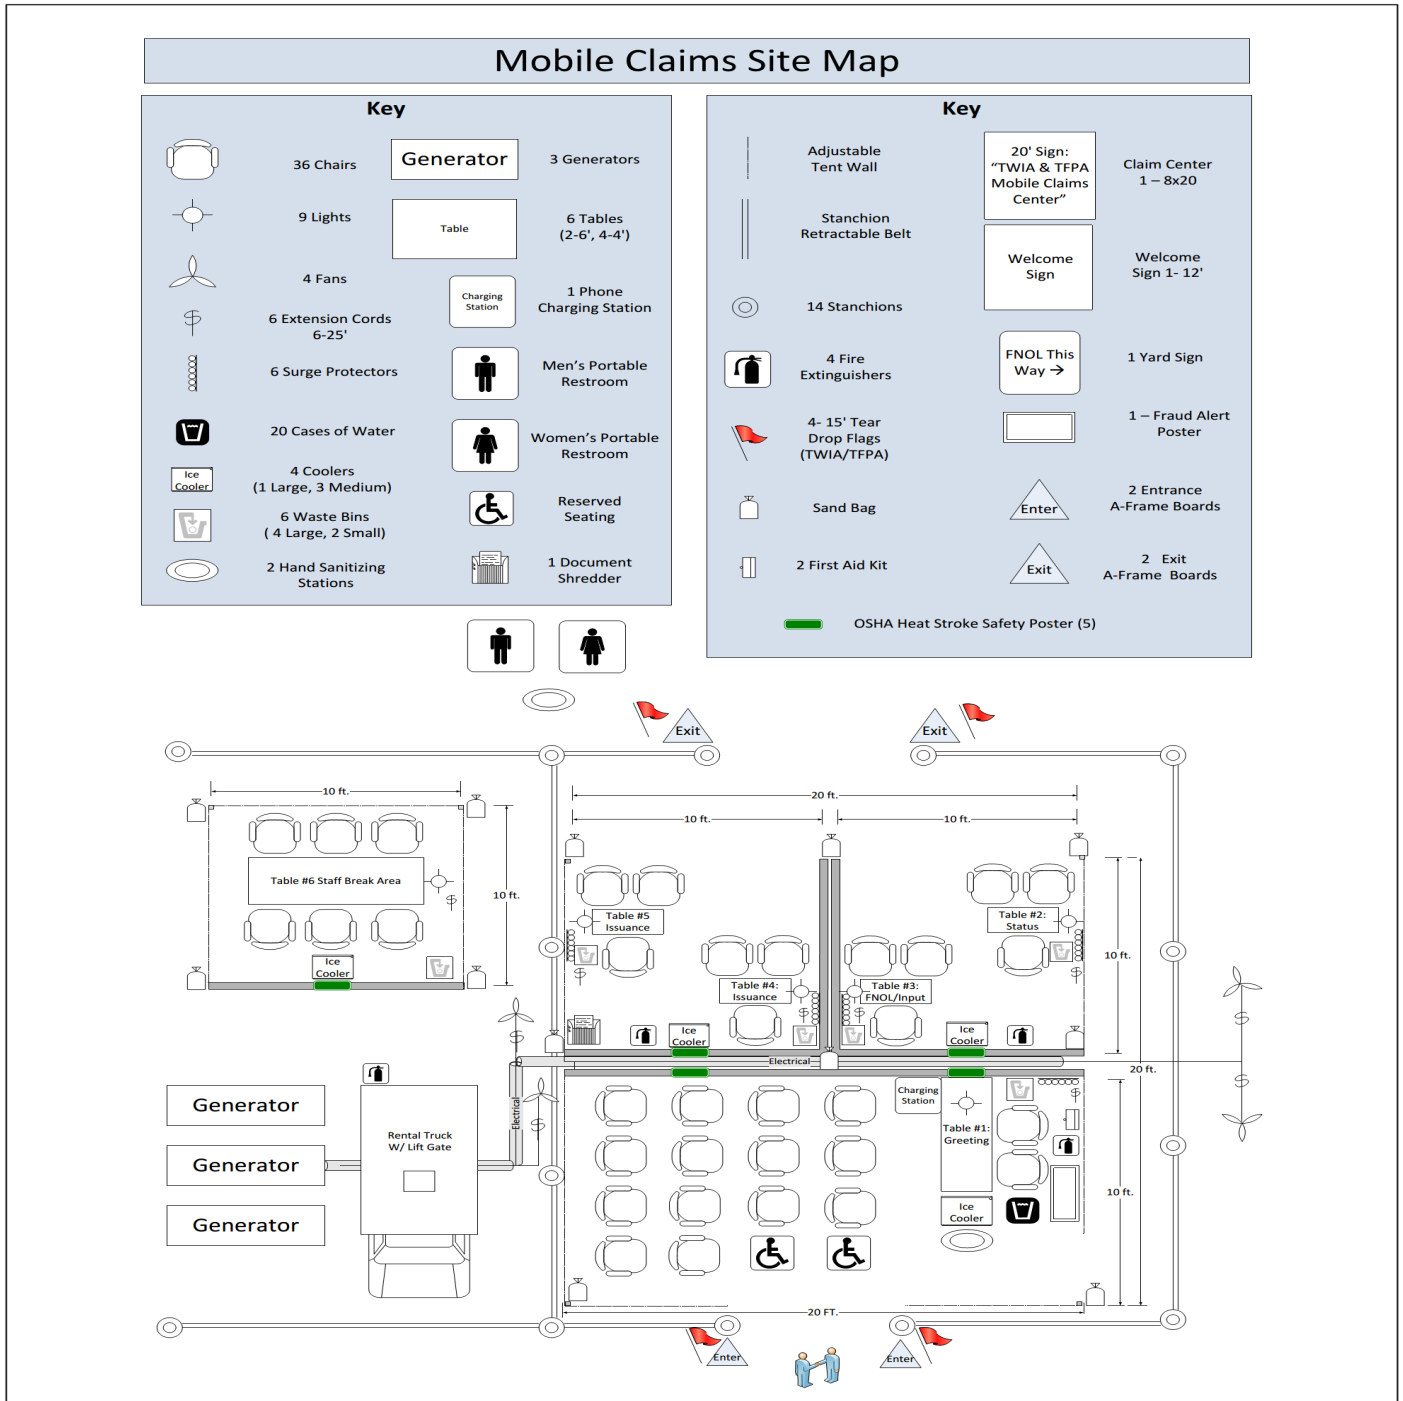 Mobile Claims Site Map
Key
36 Chairs
Generator
3 Generators
9 Lights
Table
6 Tables
(2-6', 4-4')
4 Fans
Charging
Station
1 Phone
Charging Station
6 Extension Cords
6-25'
6 Surge Protectors
Men's Portable
Restroom
20 Cases of Water
Women's Portable
Restroom
Ice
Cooler
4 Coolers
(1 Large, 3 Medium)
Reserved
Seating
6 Waste Bins
( 4 Large, 2 Small)
2 Hand Sanitizing
Stations
1 Document
Shredder
Key
Adjustable
Tent Wall
20' Sign:
“TWIA & TFPA
Mobile Claims
Center”
Claim Center
1 – 8x20
Stanchion
Retractable Belt
Welcome
Sign
Welcome
Sign 1- 12'
14 Stanchions
4 Fire
Extinguishers
FNOL This
Way →
1 Yard Sign
4- 15' Tear
Drop Flags
(TWIA/TFPA)
1 – Fraud Alert
Poster
Sand Bag
Enter
2 Entrance
A-Frame Boards
2 First Aid Kit
Exit
2 Exit
A-Frame Boards
OSHA Heat Stroke Safety Poster (5)
Exit
Exit
10 ft.
20 ft.
10 ft.
10 ft.
Table #6 Staff Break Area
10 ft.
Ice
Cooler
Table #5
Issuance
Table #2:
Status
10 ft.
Table #4:
Issuance
Table #3:
FNOL/Input
Ice
Cooler
Ice
Cooler
Electrical
20 ft.
Generator
Generator
Generator
Rental Truck
W/ Lift Gate
Electrical
Charging
Station
Table #1:
Greeting
10 ft.
Ice
Cooler
20 FT.
Enter
Enter